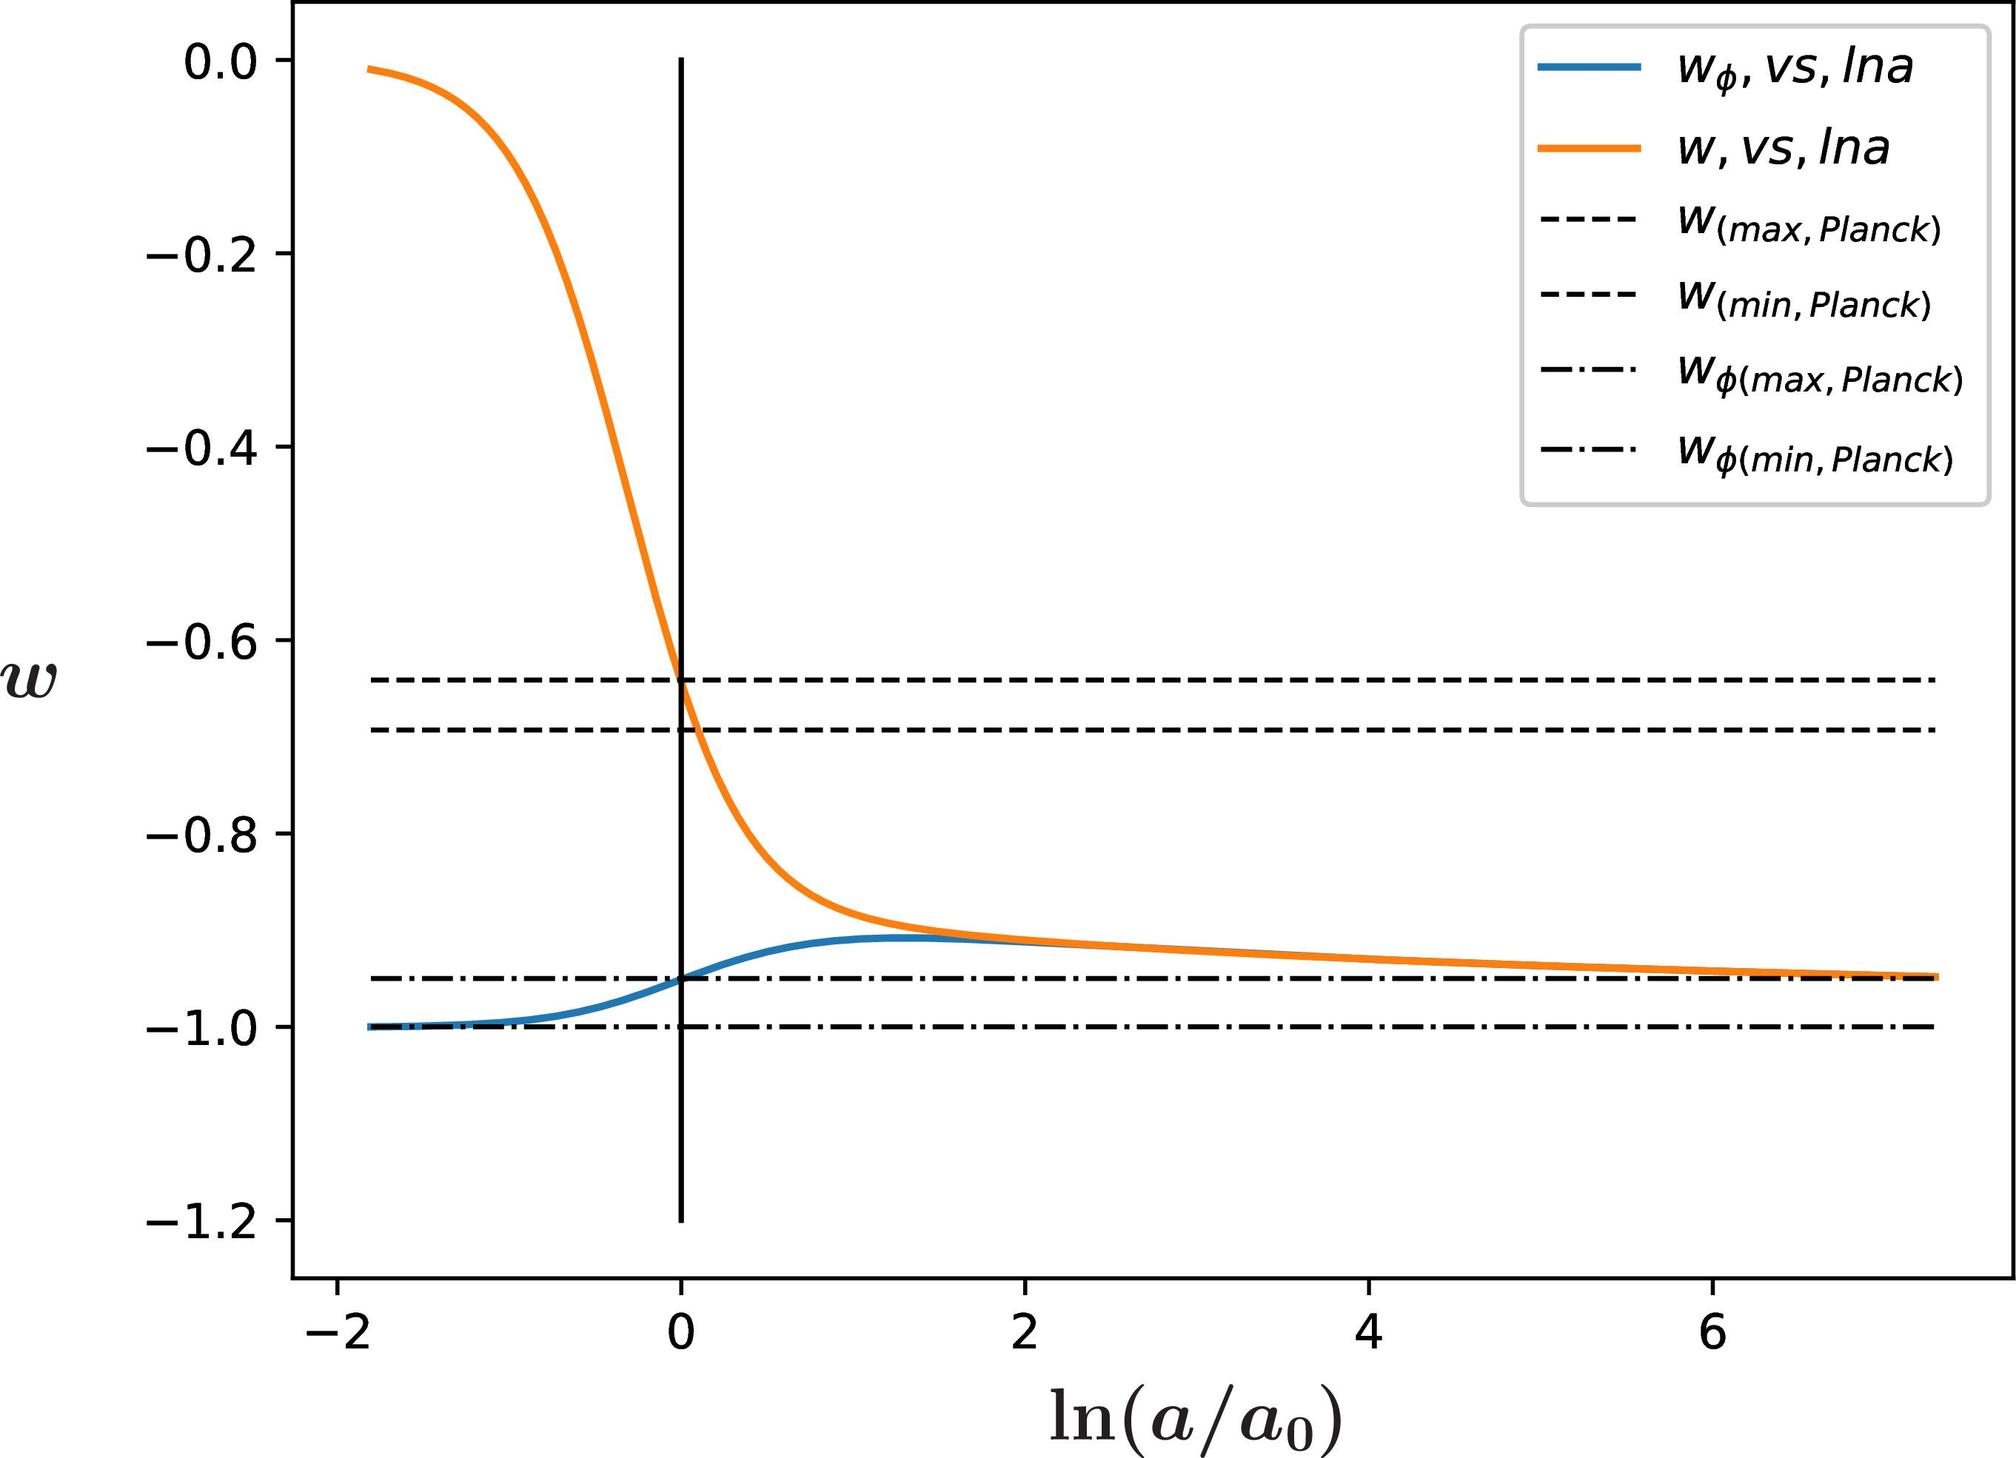 0.0
−0.2
−0.4
−0.6
−0.8
−1.0
−1.2
w
−2
0
2
4
6
ln(a/a₀)
w_ϕ, vs, lna
w, vs, lna
w_(max, Planck)
w_(min, Planck)
w_ϕ(max, Planck)
w_ϕ(min, Planck)